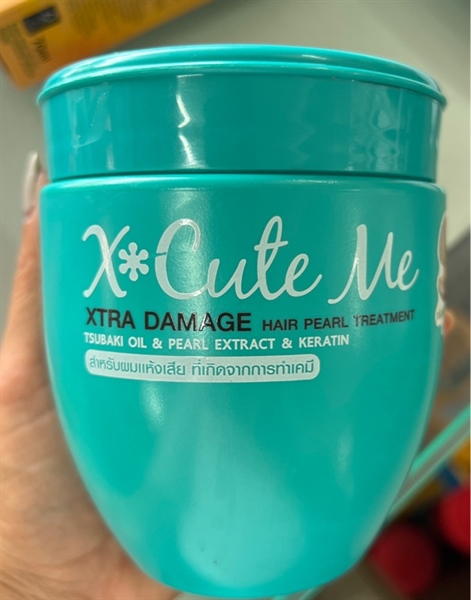 X*Cute Me
XTRA DAMAGE HAIR PEARL TREATMENT
TSUBAKI OIL & PEARL EXTRACT & KERATIN
สำหรับผมแห้งเสีย ที่เกิดจากการทำเคมี